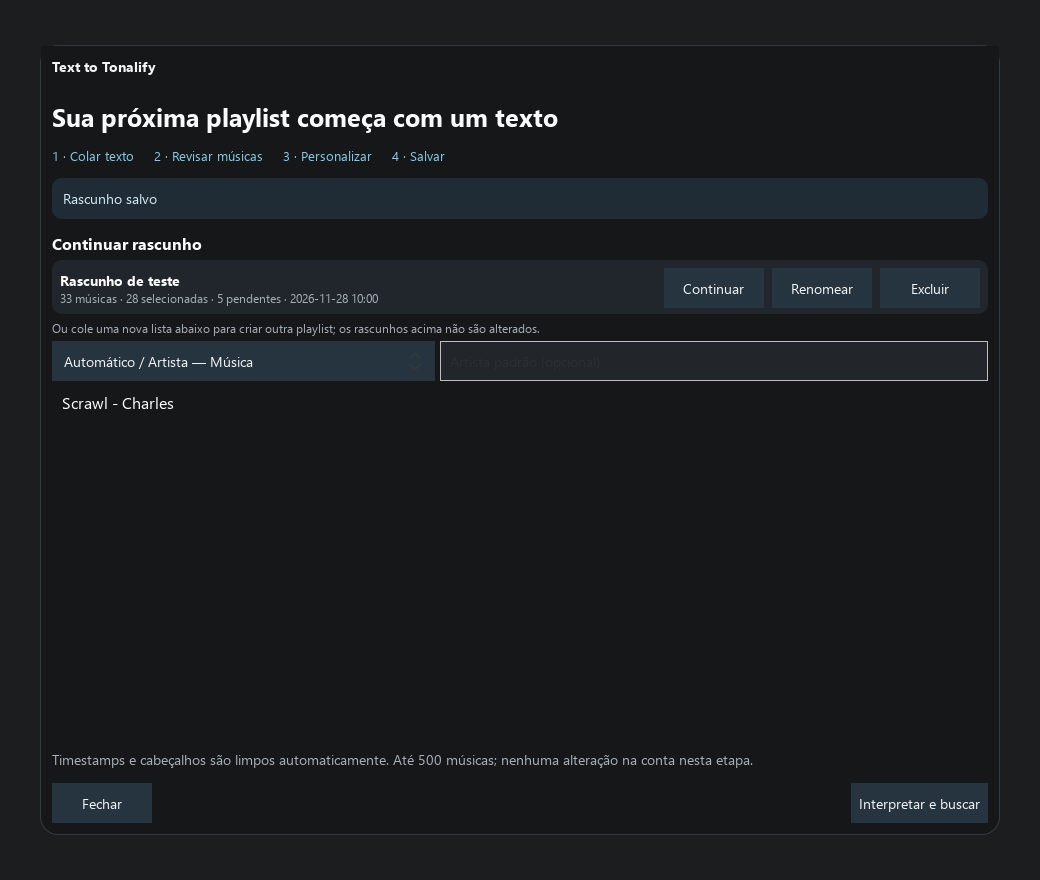 Text to Tonalify
Sua próxima playlist começa com um texto
1 · Colar texto 2 · Revisar músicas 3 · Personalizar 4 · Salvar
Rascunho salvo
Continuar rascunho
Rascunho de teste
33 músicas · 28 selecionadas · 5 pendentes · 2026-11-28 10:00
Continuar Renomear Excluir
Ou cole uma nova lista abaixo para criar outra playlist; os rascunhos acima não são alterados.
Automático / Artista — Música Artista padrão (opcional)
Scrawl - Charles
Timestamps e cabeçalhos são limpos automaticamente. Até 500 músicas; nenhuma alteração na conta nesta etapa.
Fechar Interpretar e buscar